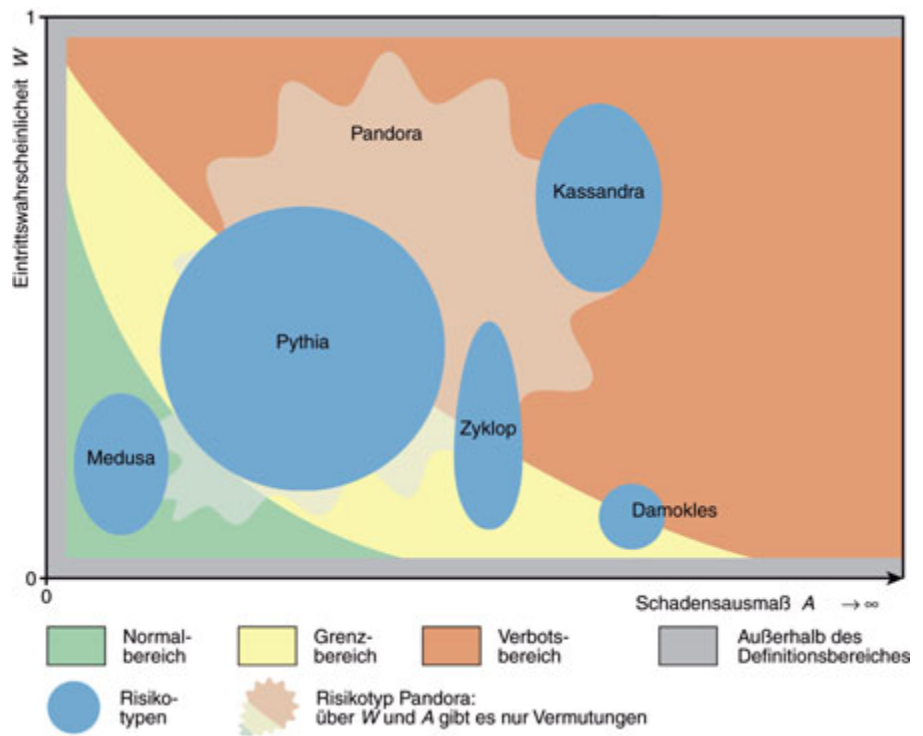 1
Eintrittswahrscheinlicheit W
Pandora
Kassandra
Pythia
Zyklop
Medusa
Damokles
0
0
Schadensausmaß A → ∞
Normal-
bereich
Grenz-
bereich
Verbots-
bereich
Außerhalb des
Definitionsbereiches
Risiko-
typen
Risikotyp Pandora:
über W und A gibt es nur Vermutungen